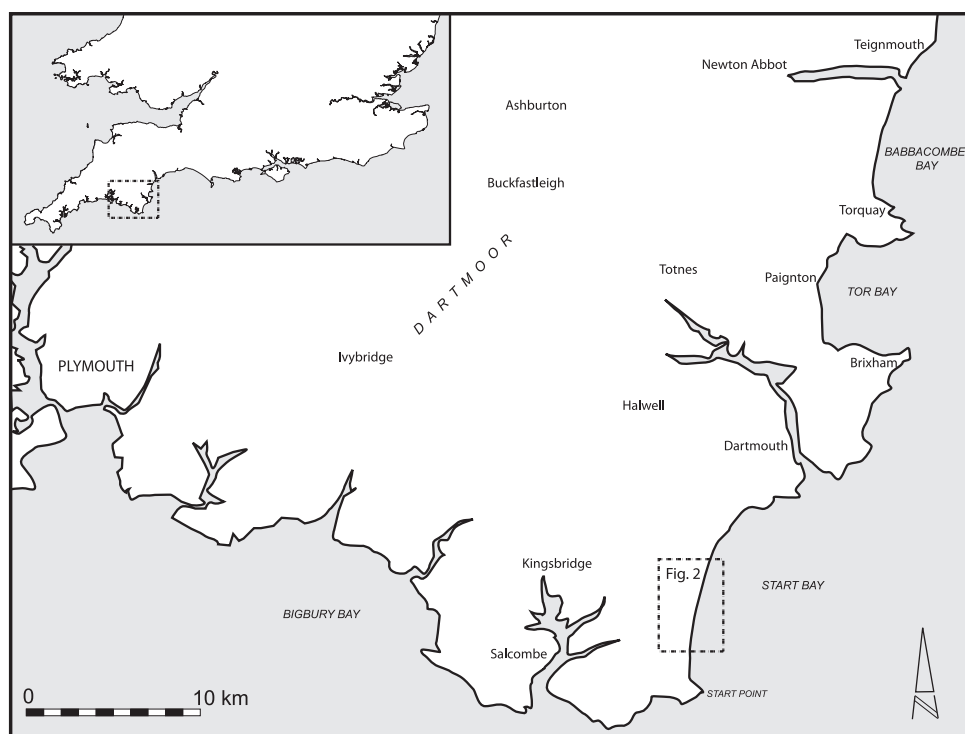 Teignmouth
Newton Abbot
Ashburton
BABBACOMBE
BAY
Buckfastleigh
Torquay
DARTMOOR
Totnes
Paignton
TOR BAY
Ivybridge
PLYMOUTH
Brixham
Halwell
Dartmouth
Kingsbridge
Fig. 2
START BAY
BIGBURY BAY
Salcombe
START POINT
0
10 km
N